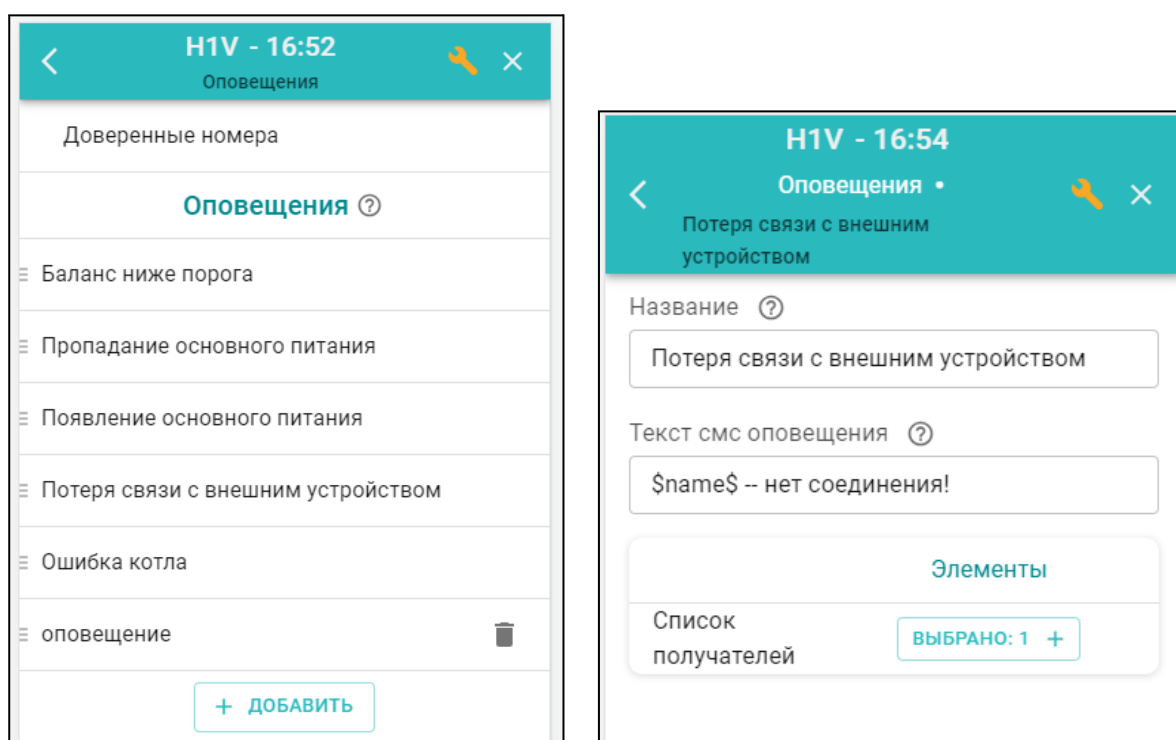 H1V - 16:52
Оповещения
Доверенные номера
Оповещения
Баланс ниже порога
Пропадание основного питания
Появление основного питания
Потеря связи с внешним устройством
Ошибка котла
оповещение
+ ДОБАВИТЬ
H1V - 16:54
Оповещения •
Потеря связи с внешним
устройством
Название
Потеря связи с внешним устройством
Текст смс оповещения
$name$ -- нет соединения!
Элементы
Список
получателей
ВЫБРАНО: 1 +